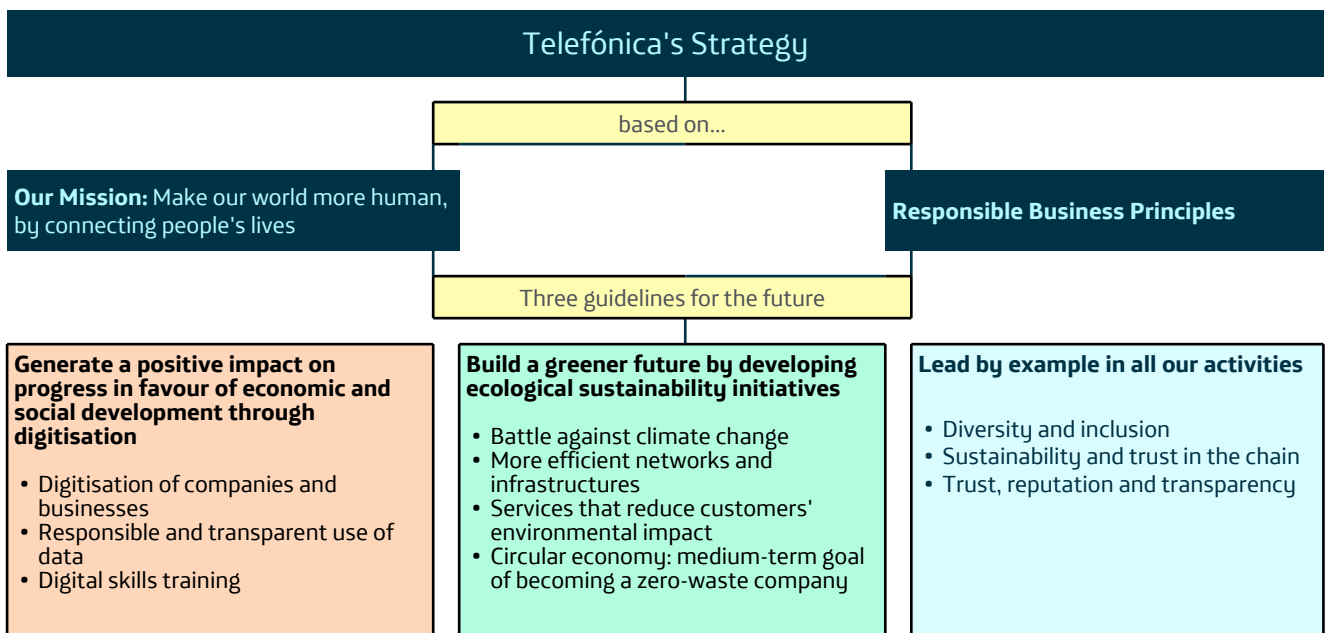 Telefónica's Strategy
based on...
Our Mission: Make our world more human,
by connecting people's lives
Responsible Business Principles
Three guidelines for the future
Generate a positive impact on
progress in favour of economic and
social development through
digitisation
• Digitisation of companies and
businesses
• Responsible and transparent use of
data
• Digital skills training
Build a greener future by developing
ecological sustainability initiatives
• Battle against climate change
• More efficient networks and
infrastructures
• Services that reduce customers'
environmental impact
• Circular economy: medium-term goal
of becoming a zero-waste company
Lead by example in all our activities
• Diversity and inclusion
• Sustainability and trust in the chain
• Trust, reputation and transparency